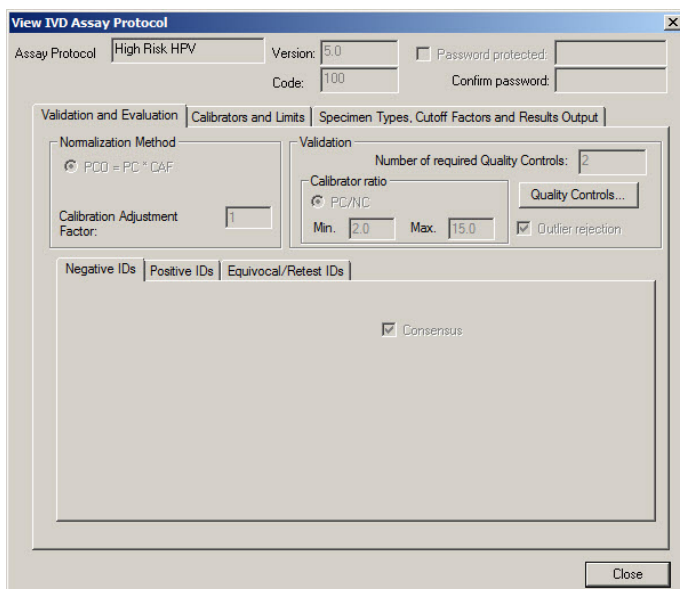 View IVD Assay Protocol
Assay Protocol High Risk HPV Version: 5.0 Password protected:
Code: 100 Confirm password:
Validation and Evaluation Calibrators and Limits Specimen Types, Cutoff Factors and Results Output
Normalization Method Validation
PCO = PC * CAF Number of required Quality Controls: 2
Calibrator ratio
PC/NC Quality Controls...
Calibration Adjustment Factor: 1 Min. 2.0 Max. 15.0 Outlier rejection
Negative IDs Positive IDs Equivocal/Retest IDs
Consensus
Close